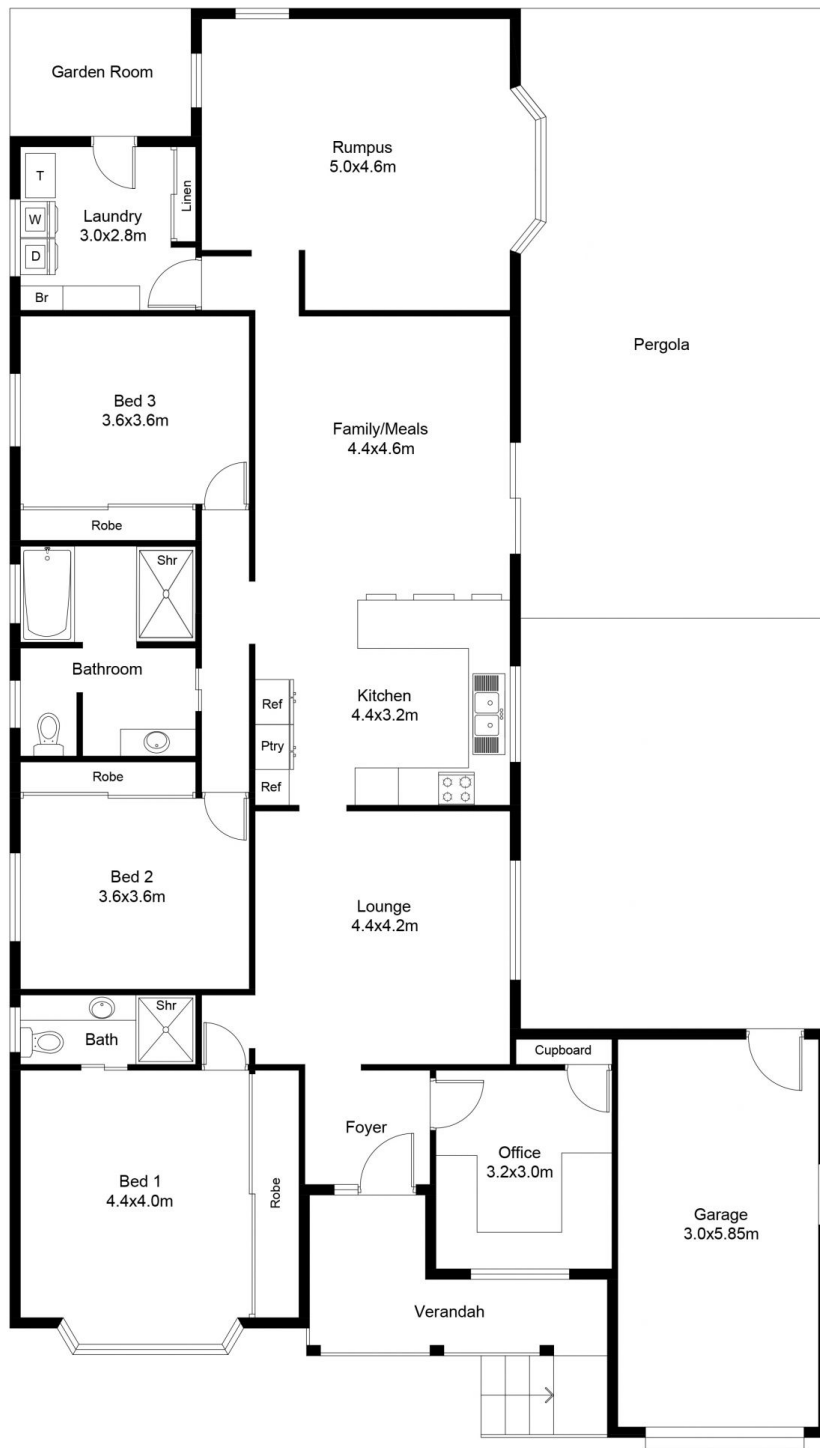 Garden Room
Rumpus
5.0x4.6m
T
Linen
W
Laundry
3.0x2.8m
D
Br
Pergola
Bed 3
3.6x3.6m
Family/Meals
4.4x4.6m
Robe
Shr
Bathroom
Ref
Kitchen
4.4x3.2m
Ptry
Robe
Ref
Bed 2
3.6x3.6m
Lounge
4.4x4.2m
Shr
Bath
Cupboard
Foyer
Office
3.2x3.0m
Bed 1
4.4x4.0m
Robe
Garage
3.0x5.85m
Verandah